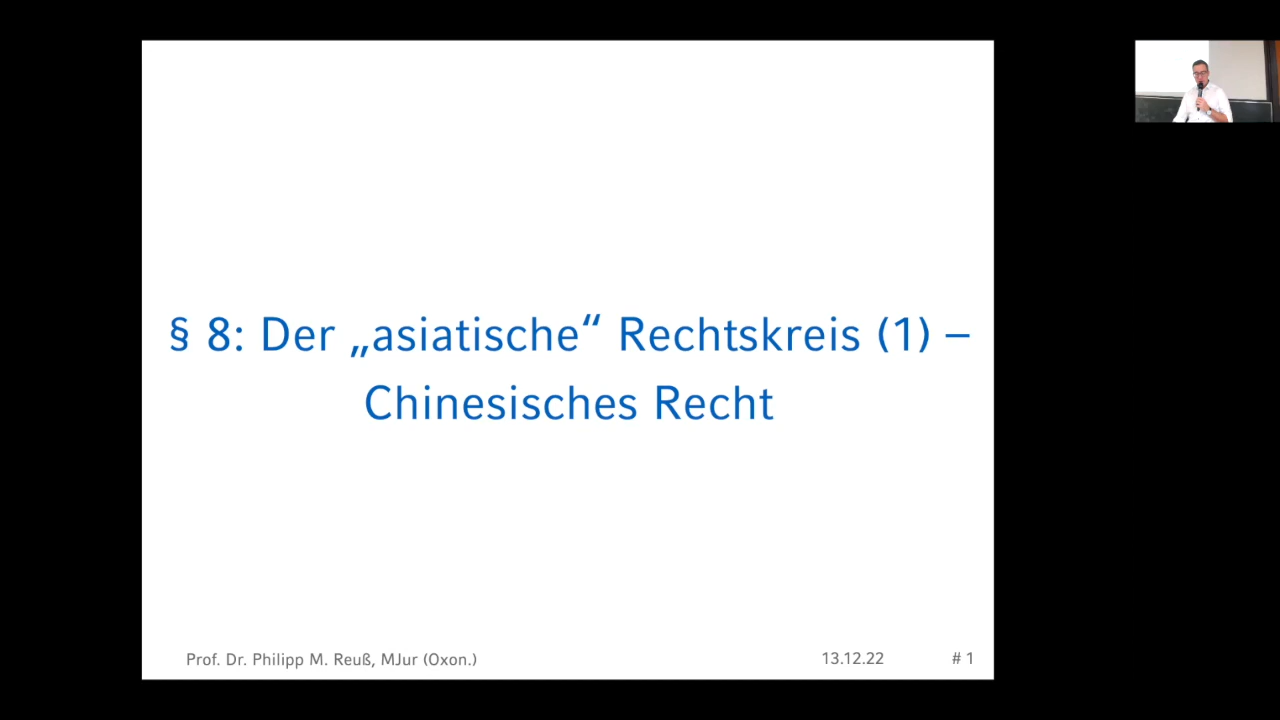 § 8: Der „asiatische“ Rechtskreis (1) –
Chinesisches Recht
Prof. Dr. Philipp M. Reuß, MJur (Oxon.)
13.12.22
# 1